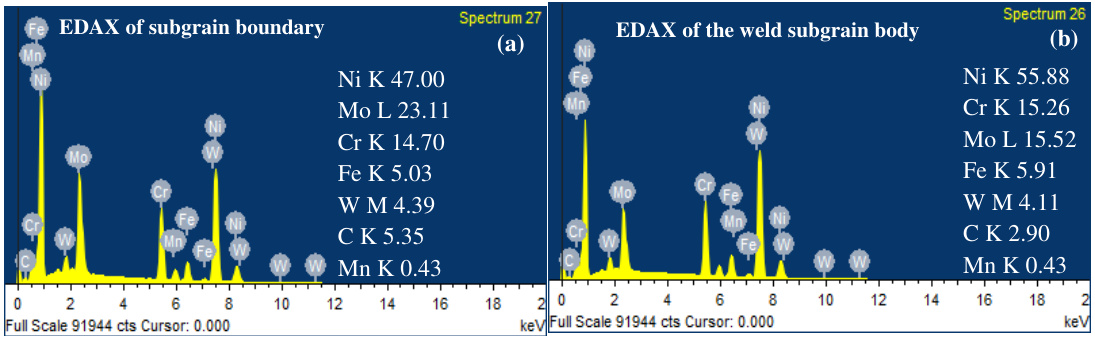 Spectrum 27
EDAX of subgrain boundary
(a)
Fe
Mn
Ni
Mo
Cr
W
C
Cr
Mn
Fe
Fe
Ni
W
Ni
W
W
W
Ni K 47.00
Mo L 23.11
Cr K 14.70
Fe K 5.03
W M 4.39
C K 5.35
Mn K 0.43
0 2 4 6 8 10 12 14 16 18 2
Full Scale 91944 cts Cursor: 0.000
keV
Spectrum 26
EDAX of the weld subgrain body
(b)
Ni
Fe
Mn
Mo
Cr
W
C
Cr
Fe
Mn
Fe
Ni
W
Ni
W
W
W
Ni K 55.88
Cr K 15.26
Mo L 15.52
Fe K 5.91
W M 4.11
C K 2.90
Mn K 0.43
0 2 4 6 8 10 12 14 16 18 2
Full Scale 91944 cts Cursor: 0.000
keV